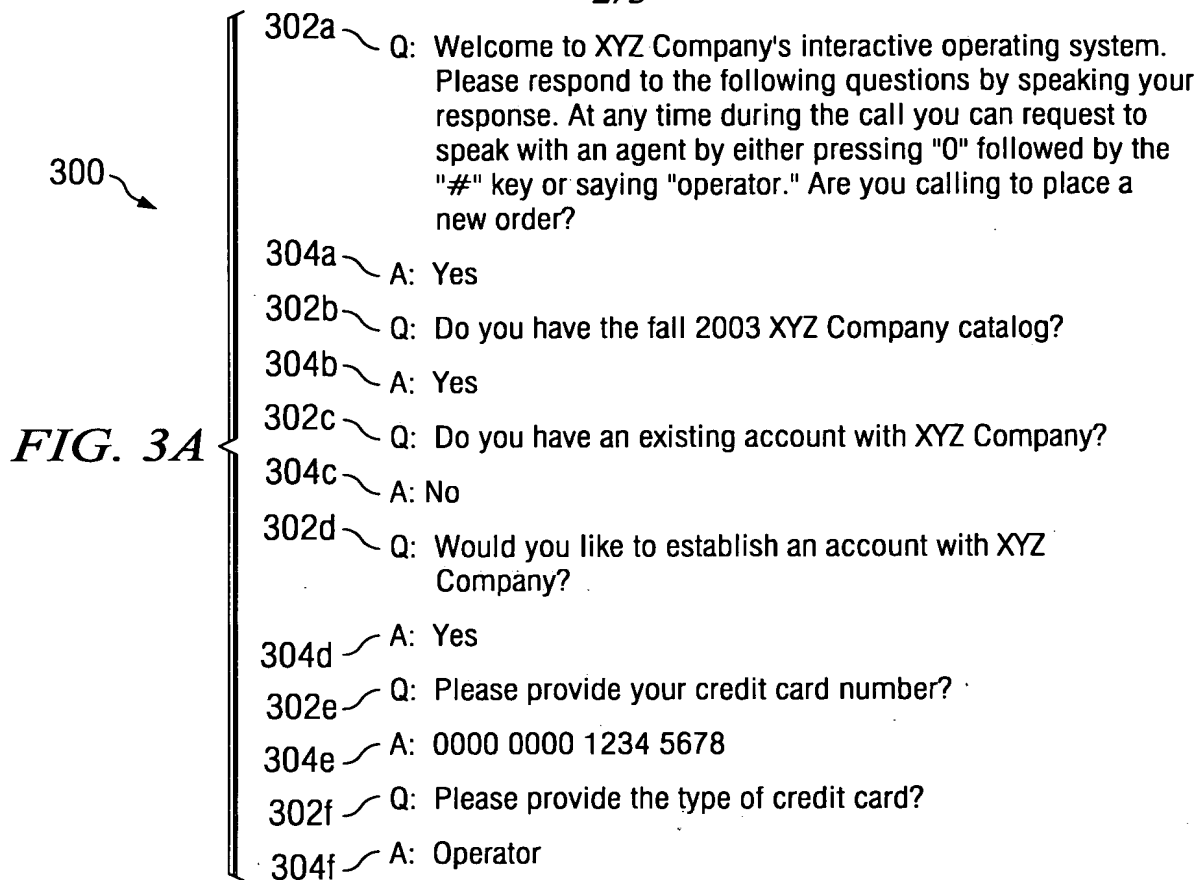 302a Q: Welcome to XYZ Company's interactive operating system.
Please respond to the following questions by speaking your
response. At any time during the call you can request to
speak with an agent by either pressing "0" followed by the
"#" key or saying "operator." Are you calling to place a
new order?
300
304a A: Yes
302b Q: Do you have the fall 2003 XYZ Company catalog?
304b A: Yes
302c Q: Do you have an existing account with XYZ Company?
FIG. 3A
304c A: No
302d Q: Would you like to establish an account with XYZ
Company?
304d A: Yes
302e Q: Please provide your credit card number?
304e A: 0000 0000 1234 5678
302f Q: Please provide the type of credit card?
304f A: Operator